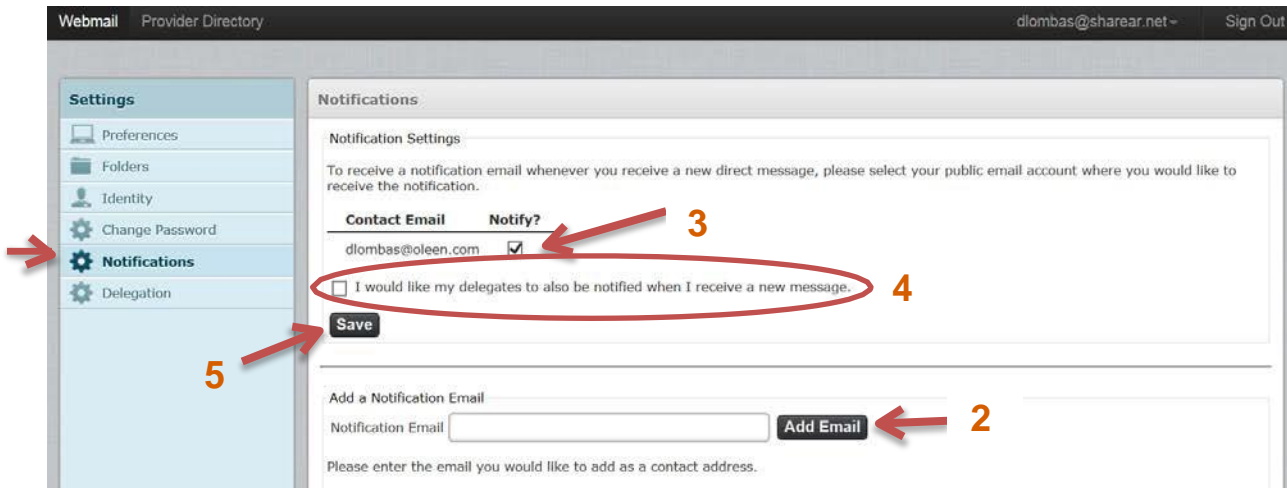 Webmail Provider Directory dlombas@sharear.net Sign Out
Settings
Preferences
Folders
Identity
Change Password
Notifications
Delegation
Notifications
Notification Settings
To receive a notification email whenever you receive a new direct message, please select your public email account where you would like to
receive the notification.
Contact Email Notify?
dlombas@oleen.com
3
I would like my delegates to also be notified when I receive a new message.
4
Save
5
Add a Notification Email
Notification Email Add Email
2
Please enter the email you would like to add as a contact address.